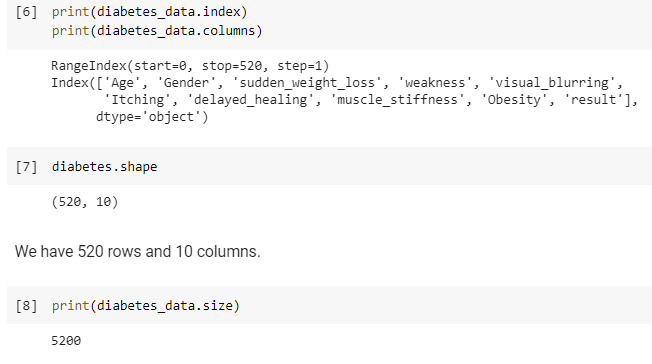 [6] print(diabetes_data.index)
print(diabetes_data.columns)
RangeIndex(start=0, stop=520, step=1)
Index(['Age', 'Gender', 'sudden_weight_loss', 'weakness', 'visual_blurring',
'Itching', 'delayed_healing', 'muscle_stiffness', 'Obesity', 'result'],
dtype='object')
[7] diabetes.shape
(520, 10)
We have 520 rows and 10 columns.
[8] print(diabetes_data.size)
5200